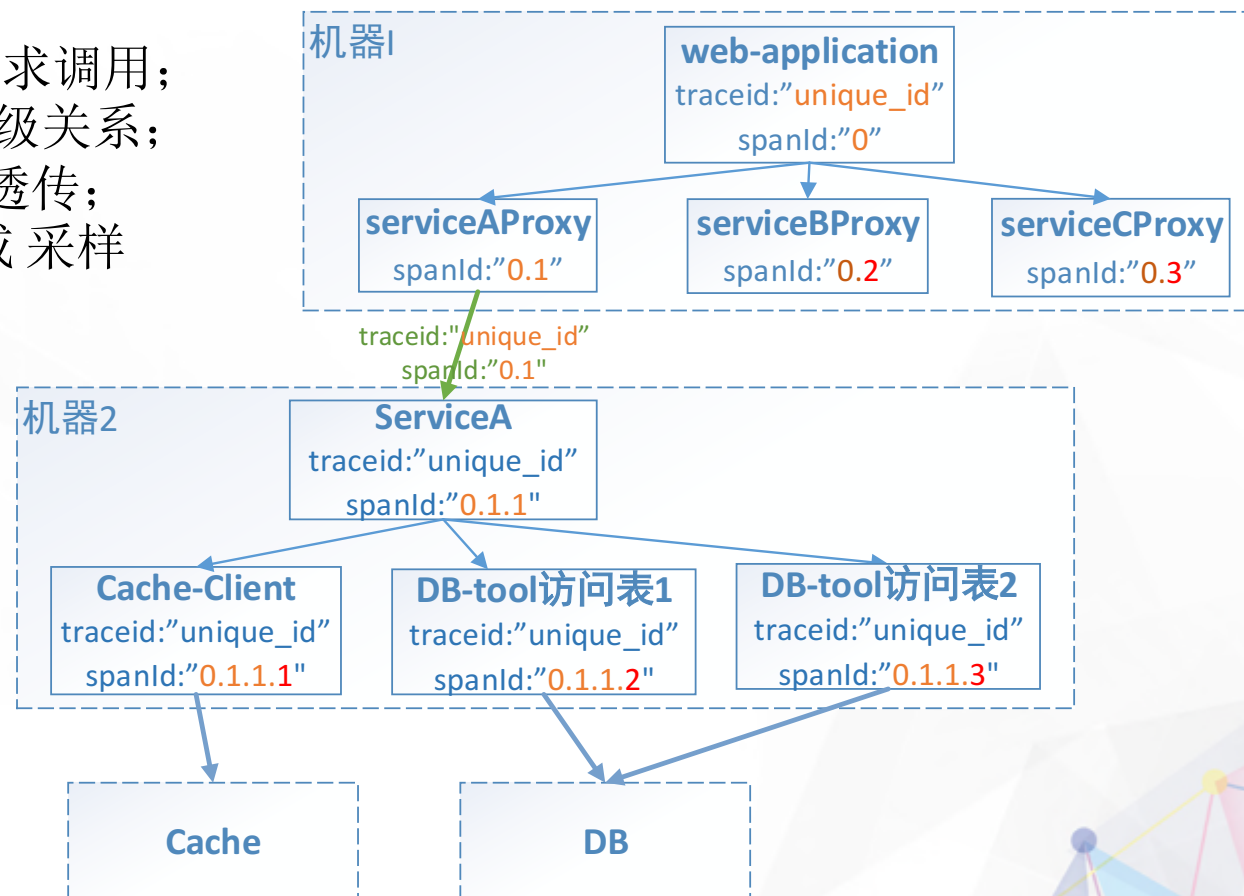 求调用；
级关系；
透传；
成 采样
机器I
web-application
traceid:”unique_id”
spanId:”0”
serviceAProxy
spanId:”0.1”
serviceBProxy
spanId:”0.2”
serviceCProxy
spanId:”0.3”
traceid:"unique_id”
spanId:”0.1"
机器2
ServiceA
traceid:”unique_id”
spanId:”0.1.1"
Cache-Client
traceid:”unique_id”
spanId:”0.1.1.1"
DB-tool访问表1
traceid:”unique_id”
spanId:”0.1.1.2"
DB-tool访问表2
traceid:”unique_id”
spanId:”0.1.1.3"
Cache
DB